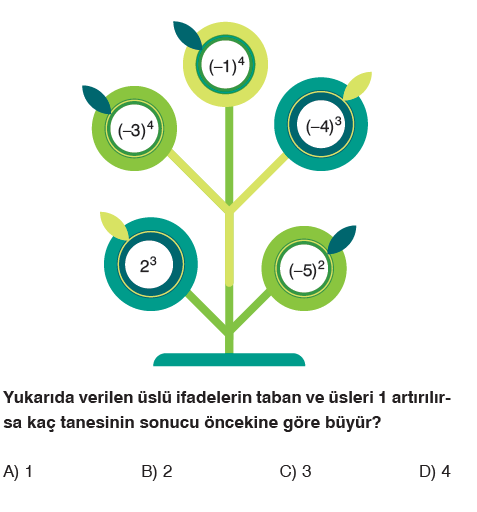 (–1)⁴
(–3)⁴
(–4)³
2³
(–5)²
Yukarıda verilen üslü ifadelerin taban ve üsleri 1 artırılır-
sa kaç tanesinin sonucu öncekine göre büyür?
A) 1 B) 2 C) 3 D) 4